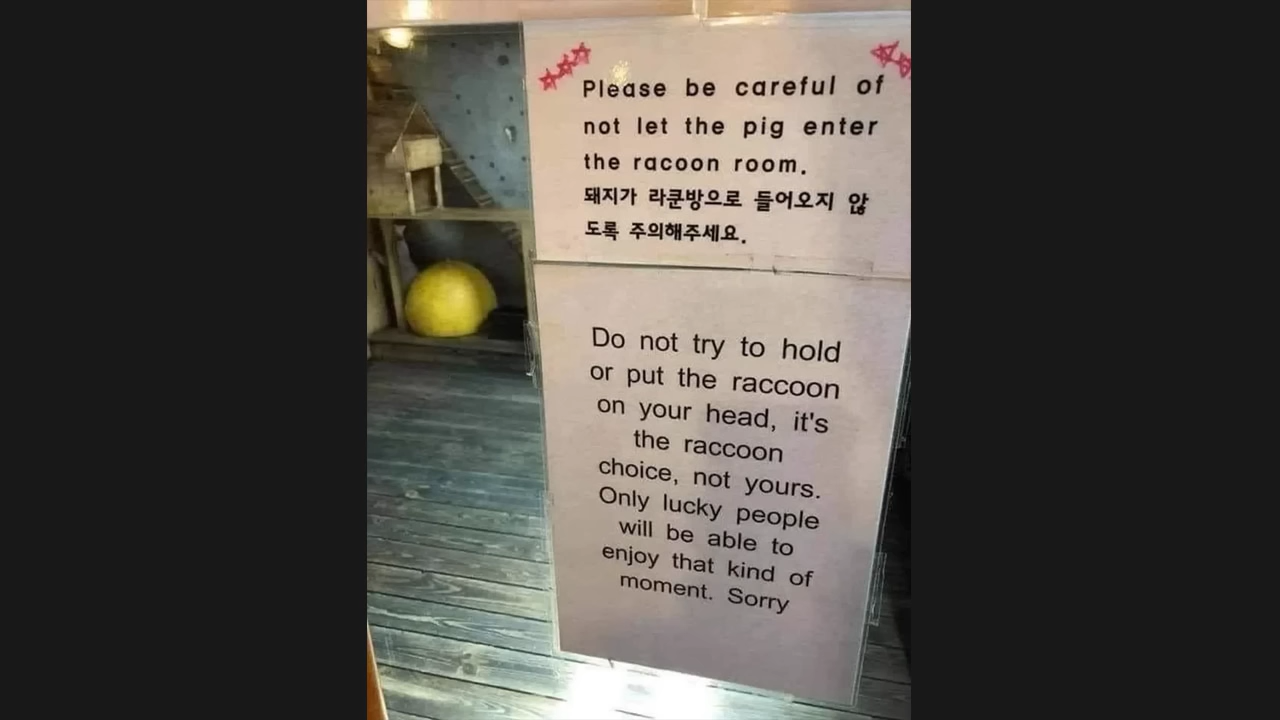 Please be careful of
not let the pig enter
the racoon room.
돼지가 라쿤방으로 들어오지 않
도록 주의해주세요.
Do not try to hold
or put the raccoon
on your head, it's
the raccoon
choice, not yours.
Only lucky people
will be able to
enjoy that kind of
moment. Sorry